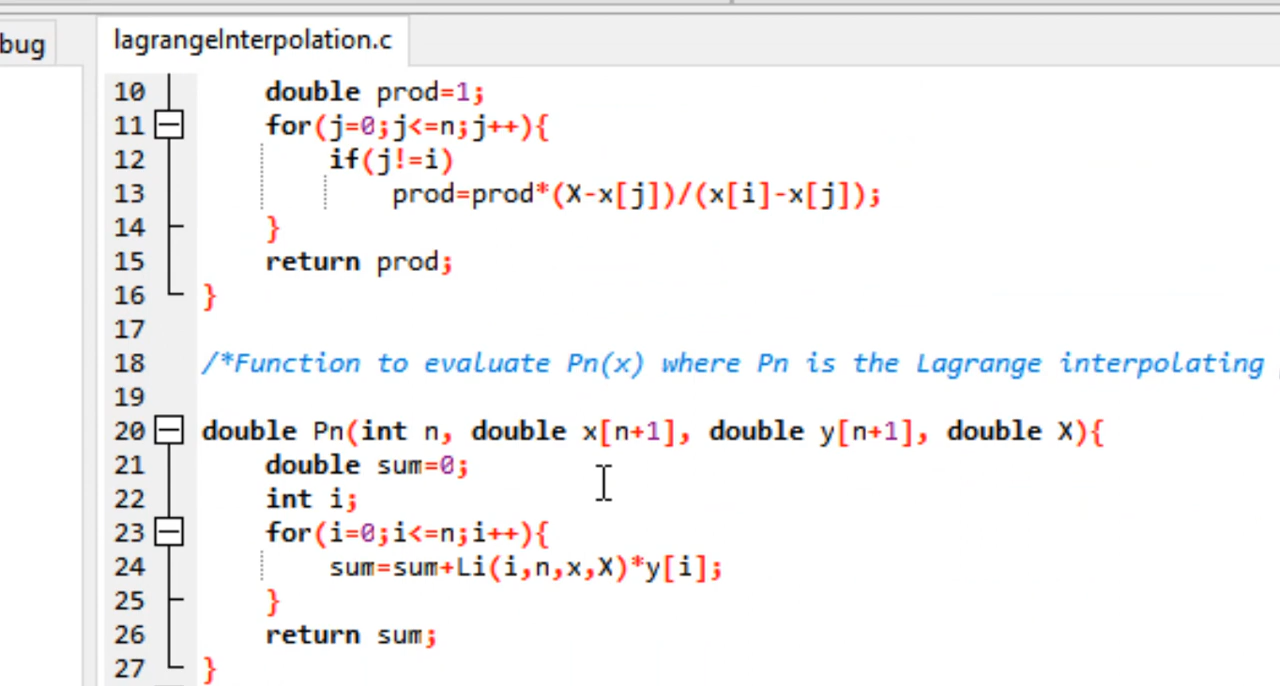 bug
lagrangeInterpolation.c
10 double prod=1;
11 for(j=0;j<=n;j++){
12 if(j!=i)
13 prod=prod*(X-x[j])/(x[i]-x[j]);
14 }
15 return prod;
16 }
17
18 /*Function to evaluate Pn(x) where Pn is the Lagrange interpolating
19
20 double Pn(int n, double x[n+1], double y[n+1], double X){
21 double sum=0;
22 int i;
23 for(i=0;i<=n;i++){
24 sum=sum+Li(i,n,x,X)*y[i];
25 }
26 return sum;
27 }